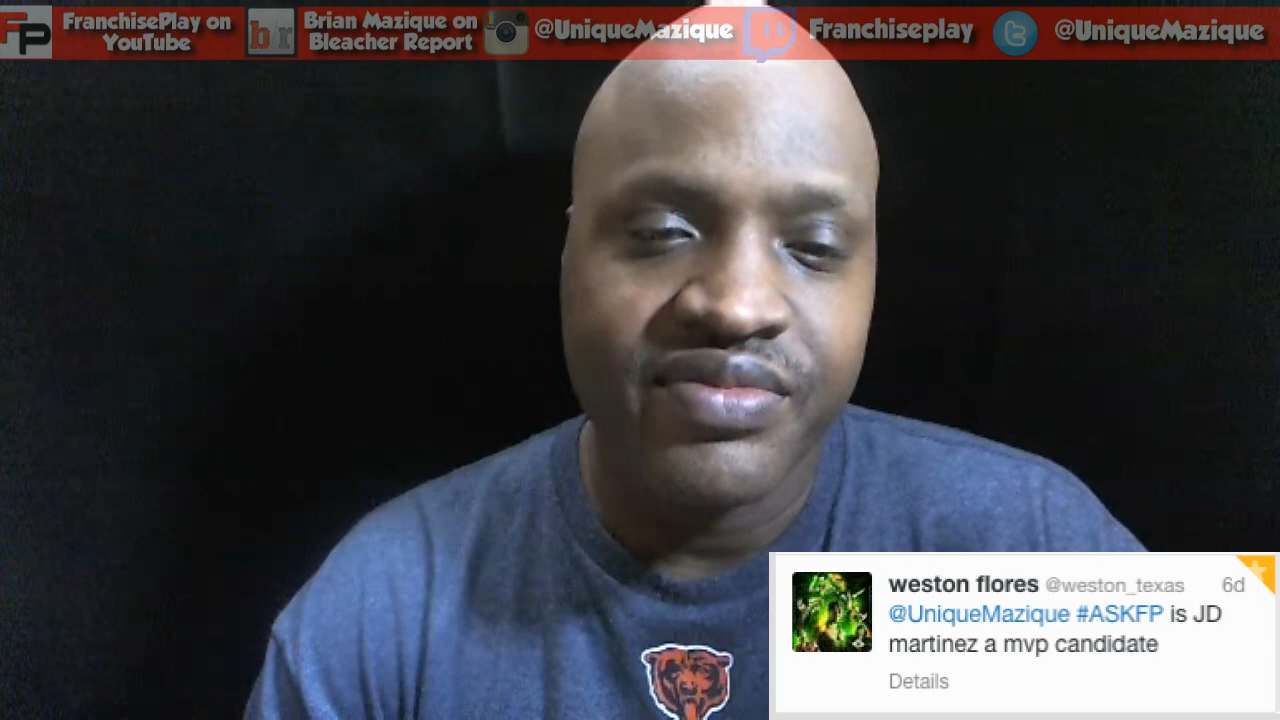 FP
FranchisePlay on
YouTube
b/r
Brian Mazique on
Bleacher Report
@UniqueMazique
Franchiseplay
@UniqueMazique
weston flores @weston_texas 6d
@UniqueMazique #ASKFP is JD
martinez a mvp candidate
Details